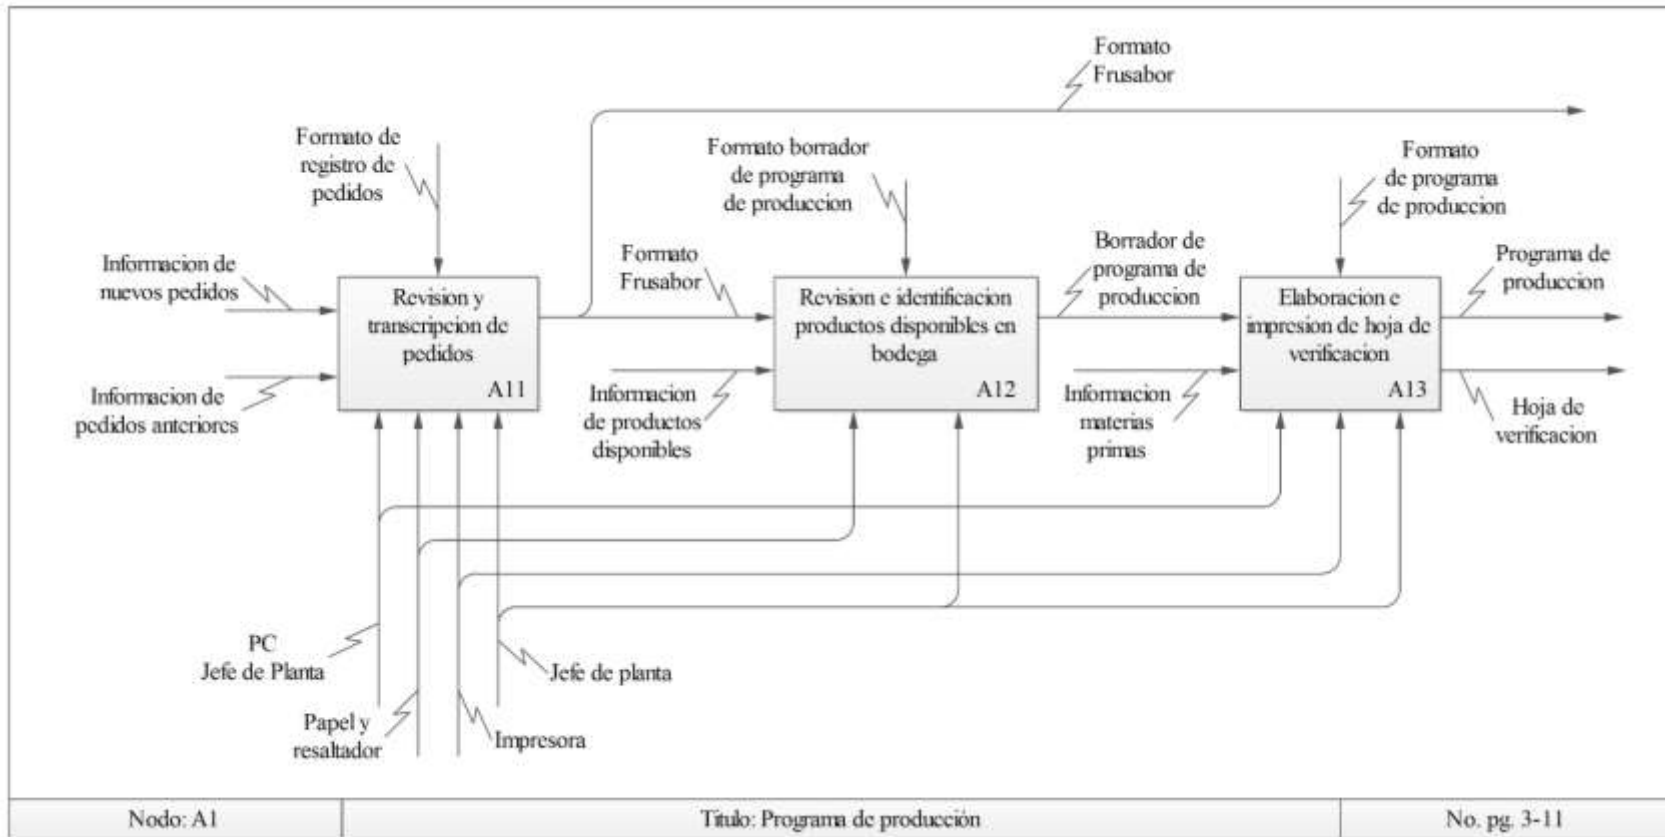 Formato
Frusabor
Formato de
registro de
pedidos
Formato borrador
de programa
de produccion
Formato
de programa
de produccion
Informacion de
nuevos pedidos
Formato
Frusabor
Borrador de
programa de
produccion
Programa de
produccion
Revision y
transcripcion de
pedidos
A11
Revision e identificacion
productos disponibles en
bodega
A12
Elaboracion e
impresion de hoja de
verificacion
A13
Informacion de
pedidos anteriores
Informacion
de productos
disponibles
Informacion
materias
primas
Hoja de
verificacion
PC
Jefe de Planta
Jefe de planta
Papel y
resaltador
Impresora
Nodo: A1
Titulo: Programa de producción
No. pg. 3-11